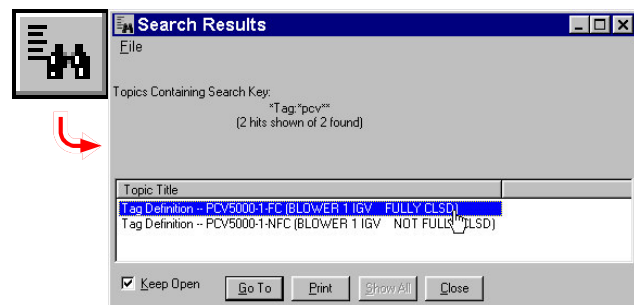 Search Results
File
Topics Containing Search Key:
*Tag:*pcv**
(2 hits shown of 2 found)
Topic Title
Tag Definition -- PCV5000-1-FC (BLOWER 1 IGV FULLY CLSD)
Tag Definition -- PCV5000-1-NFC (BLOWER 1 IGV NOT FULLY CLSD)
Keep Open Go To Print Show All Close